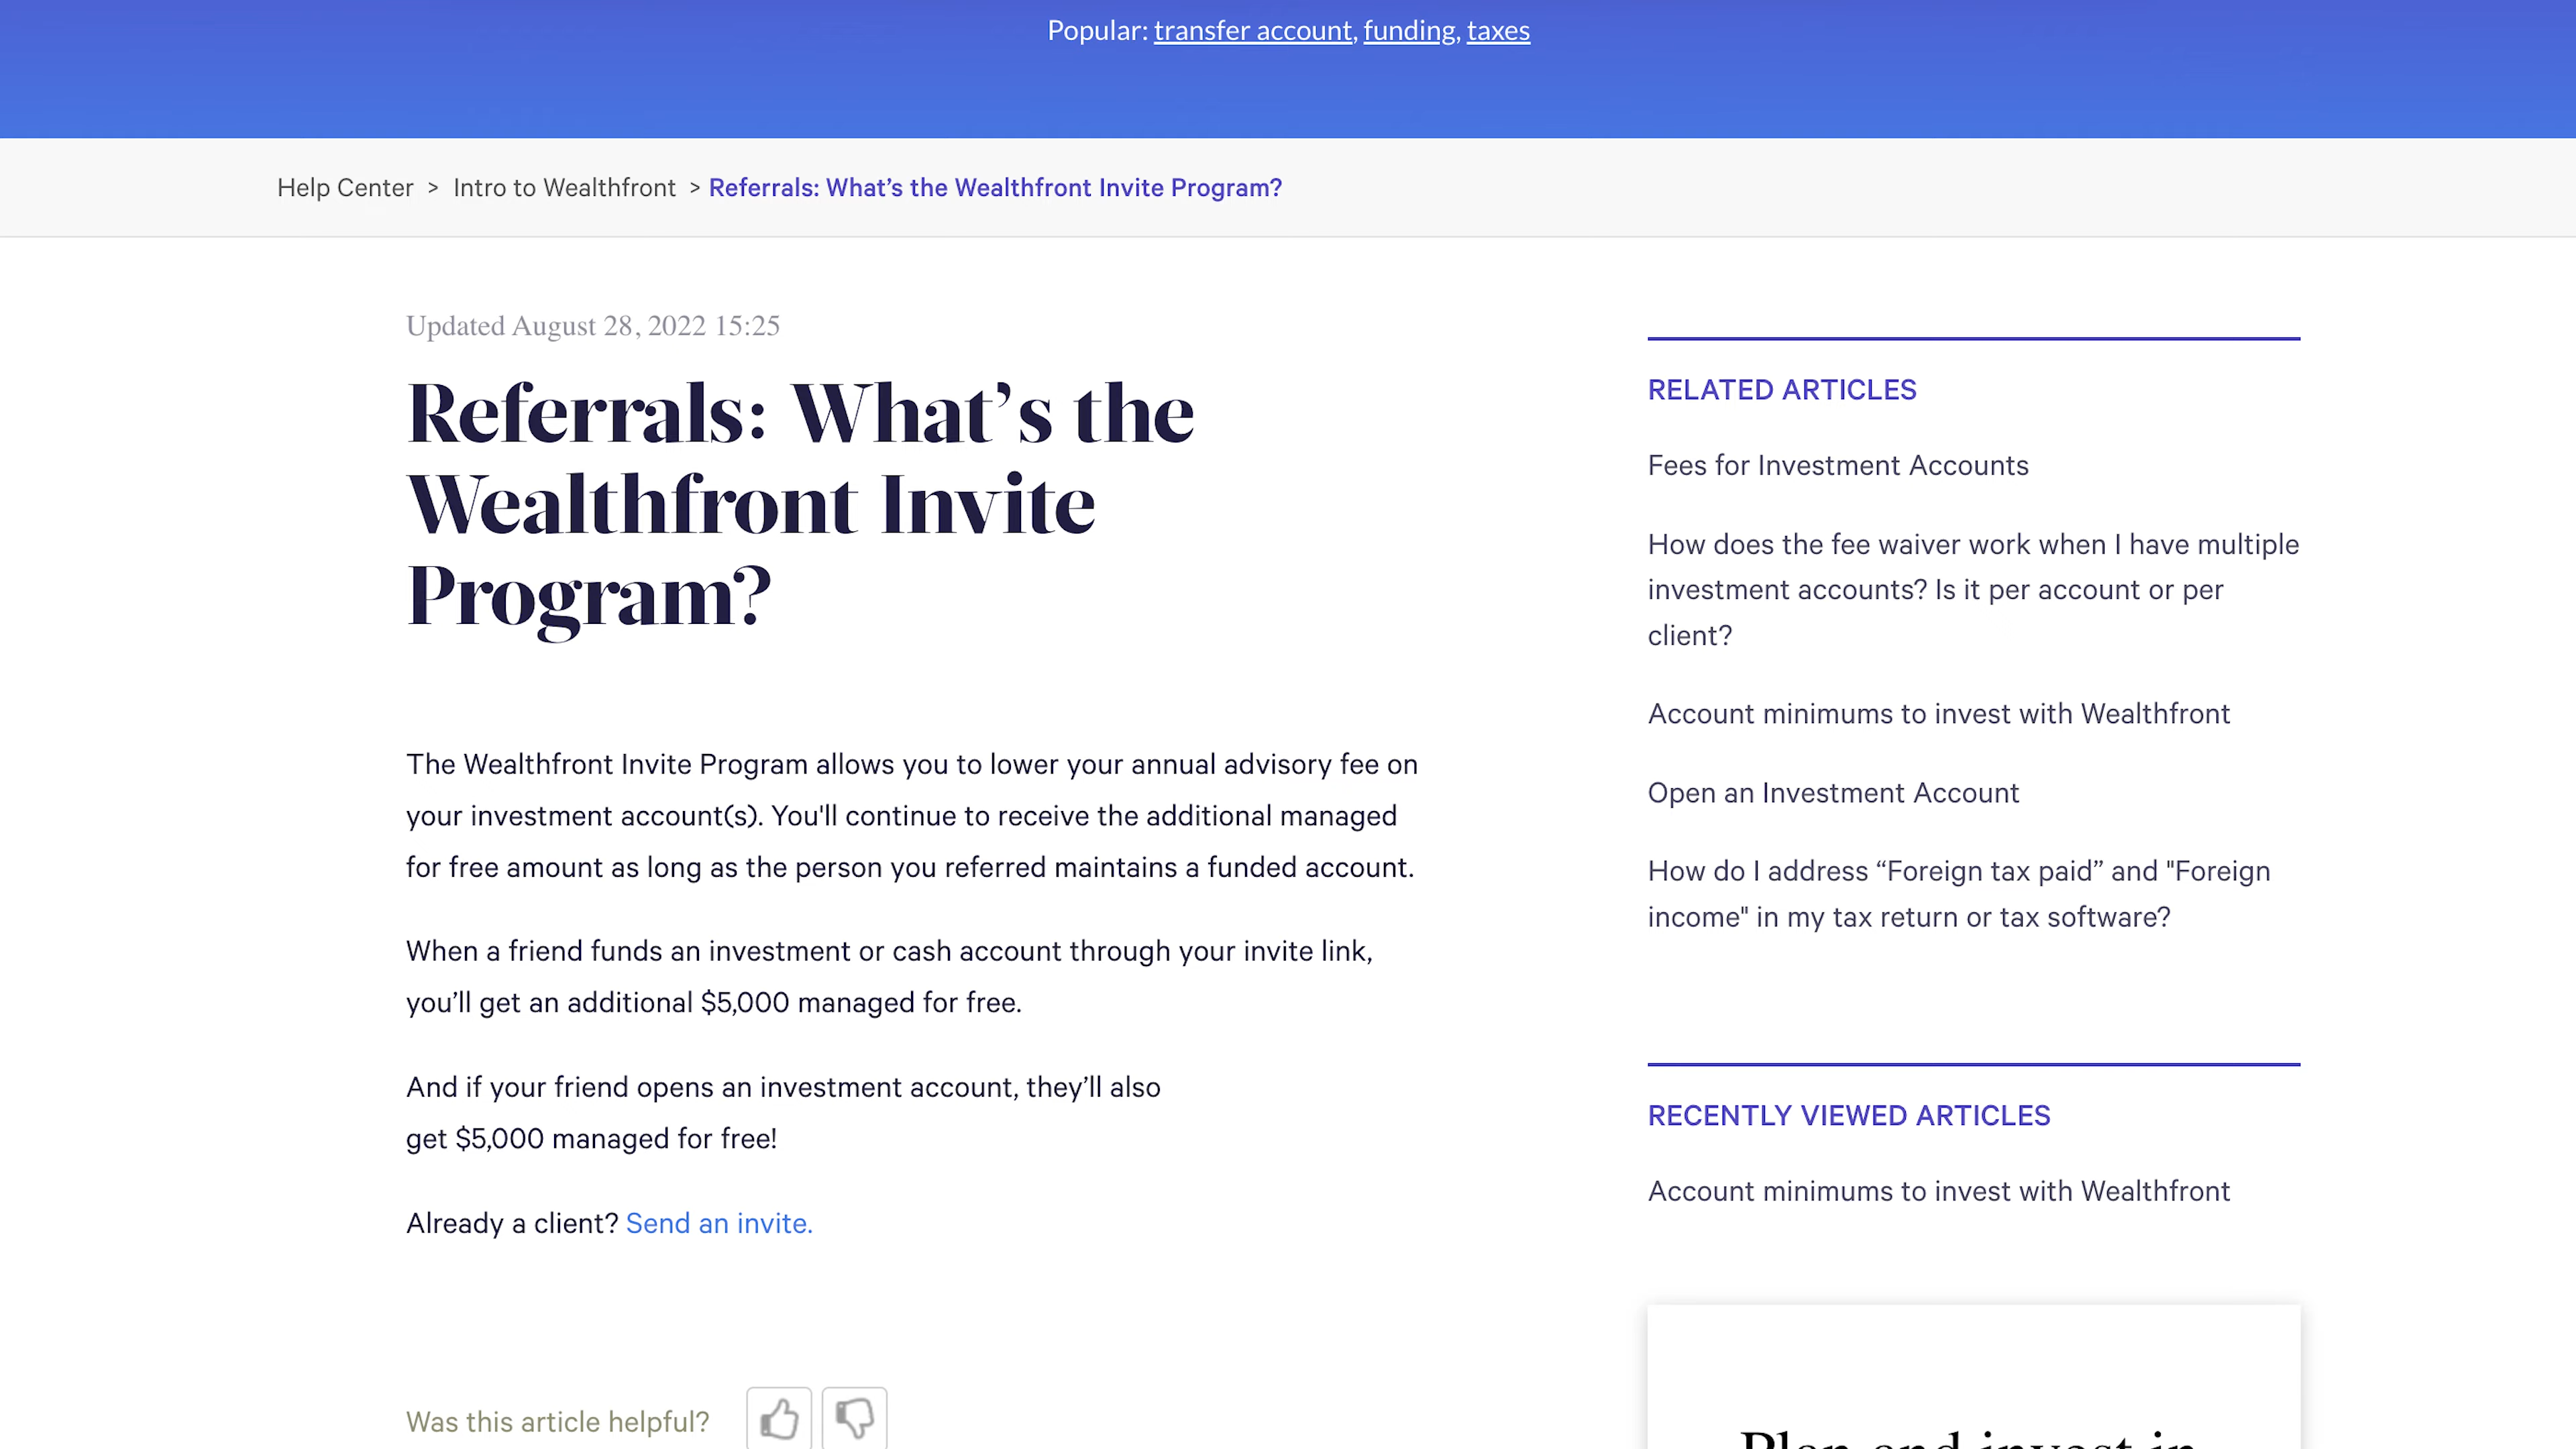 Popular: transfer account, funding, taxes
Help Center > Intro to Wealthfront > Referrals: What’s the Wealthfront Invite Program?
Updated August 28, 2022 15:25
Referrals: What’s the
Wealthfront Invite
Program?
The Wealthfront Invite Program allows you to lower your annual advisory fee on
your investment account(s). You'll continue to receive the additional managed
for free amount as long as the person you referred maintains a funded account.
When a friend funds an investment or cash account through your invite link,
you’ll get an additional $5,000 managed for free.
And if your friend opens an investment account, they’ll also
get $5,000 managed for free!
Already a client? Send an invite.
Was this article helpful?
RELATED ARTICLES
Fees for Investment Accounts
How does the fee waiver work when I have multiple
investment accounts? Is it per account or per
client?
Account minimums to invest with Wealthfront
Open an Investment Account
How do I address “Foreign tax paid” and "Foreign
income" in my tax return or tax software?
RECENTLY VIEWED ARTICLES
Account minimums to invest with Wealthfront
Plan and invest in